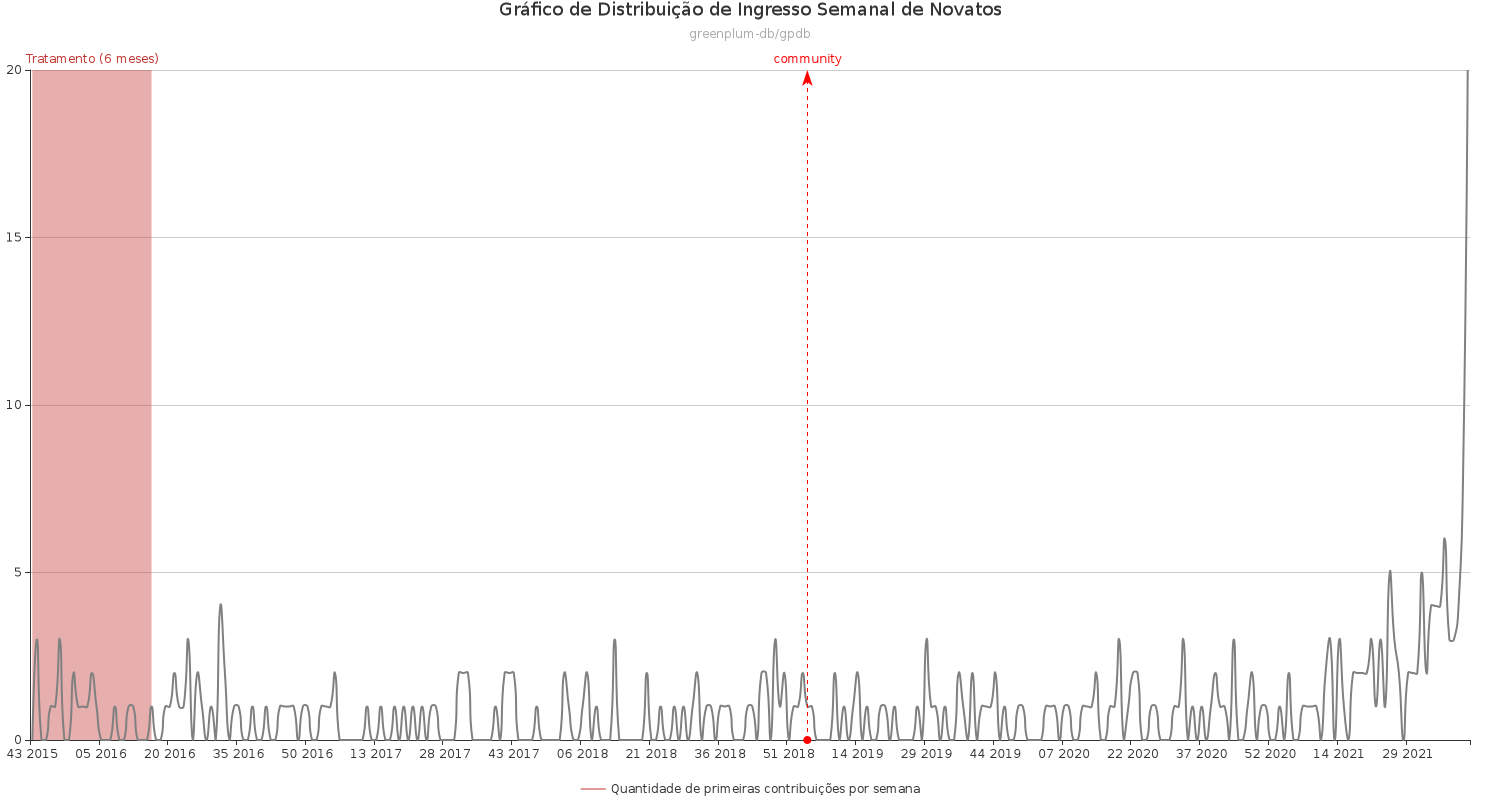 Gráfico de Distribuição de Ingresso Semanal de Novatos
greenplum-db/gpdb
Tratamento (6 meses)
community
20
15
10
5
0
43 2015 05 2016 20 2016 35 2016 50 2016 13 2017 28 2017 43 2017 06 2018 21 2018 36 2018 51 2018 14 2019 29 2019 44 2019 07 2020 22 2020 37 2020 52 2020 14 2021 29 2021
Quantidade de primeiras contribuições por semana